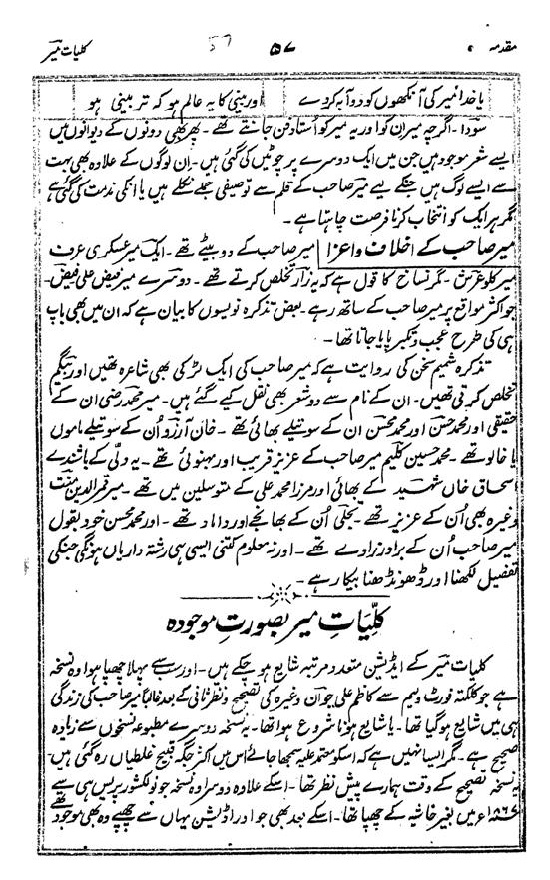 مقدمہ ۲ ۵۷ کلیات میر
یا خدا میر کی آنکھوں کو دو آبہ کردے اور بینی کا یہ عالم ہو کہ تر بینی ہو
سودا۔ اگرچہ میر ان کو اور یہ میر کو اُستاد فن جانتے تھے۔ پھر بھی دونوں کے دیوانوں میں
ایسے شعر موجود ہیں جن میں ایک دوسرے پر چوٹیں کی گئی ہیں۔ ان لوگوں کے علاوہ بھی بہت
سے ایسے لوگ ہیں جنکے لیے میر صاحب کے قلم سے توصیفی جملے نکلے ہیں یا انکی مذمت کی گئی ہے
مگر ہر ایک کو انتخاب کرنا فرصت چاہتا ہے۔
میر صاحب کے اخلاف و اعزا میر صاحب کے دو بیٹے تھے۔ ایک میر عسکری عرف
میر کلو عرش۔ مگر نساخ کا قول ہے کہ یہ زار تخلص کرتے تھے۔ دوسرے میر فیض علی فیض۔
جو اکثر مواقع پر میر صاحب کے ساتھ رہے۔ بعض تذکرہ نویسوں کا بیان ہے کہ ان میں بھی باپ
ہی کی طرح عجب و تکبر پایا جاتا تھا۔
تذکرہ شمیم سخن کی روایت ہے کہ میر صاحب کی ایک لڑکی بھی شاعرہ تھیں اور بیگم
تخلص کرتی تھیں۔ ان کے نام سے دو شعر بھی نقل کیے گئے ہیں۔ میر محمد رضی ان کے
حقیقی اور محمد حسن اور محمد محسن ان کے سوتیلے بھائی تھے۔ خان آرزو اُن کے سوتیلے ماموں
یا خالو تھے۔ محمد حسین کلیم میر صاحب کے عزیز قریب اور بہنوئی تھے۔ یہ دلّی کے باشندے
اسحاق خاں شہید کے بھائی اور مرزا محمد علی کے متوسلین میں تھے۔ میر قمر الدین منت
وغیرہ بھی اُن کے عزیز تھے۔ تجلّی اُن کے بھانجے اور داماد تھے۔ اور محمد محسن خود بقول
میر صاحب اُن کے برادر زادے تھے۔ اور نہ معلوم کتنی ایسی ہی رشتہ داریاں ہونگی جنکی
تفصیل لکھنا اور ڈھونڈھنا بیکار ہے۔
کلّیاتِ میر بصورتِ موجودہ
کلیات میر کے ایڈیشن متعدد مرتبہ شایع ہو چکے ہیں۔ اور سب سے پہلا چھپا ہوا وہ نسخہ
ہے جو کلکتہ فورٹ ولیم سے کاظم علی جوان وغیرہ کی تصحیح و نظر ثانی کے بعد غالباً میر صاحب کی زندگی
ہی میں شایع ہو گیا تھا۔ یا شایع ہونا شروع ہوا تھا۔ یہ نسخہ دوسرے مطبوعہ نسخوں سے زیادہ
صحیح ہے۔ مگر ایسا نہیں ہے کہ اسکو معتمد علیہ سمجھا جائے اس میں اکثر جگہ قبیح غلطیاں رہ گئی ہیں۔
یہ نسخہ تصحیح کے وقت ہمارے پیش نظر تھا۔ اسکے علاوہ دوسرا وہ نسخہ جو نولکشور پریس ہی سے
۱۸۶۷ء میں بغیر حاشیہ کے چھپا تھا۔ اسکے بعد بھی جو اور اڈیشن یہاں سے چھپے وہ بھی موجود تھے